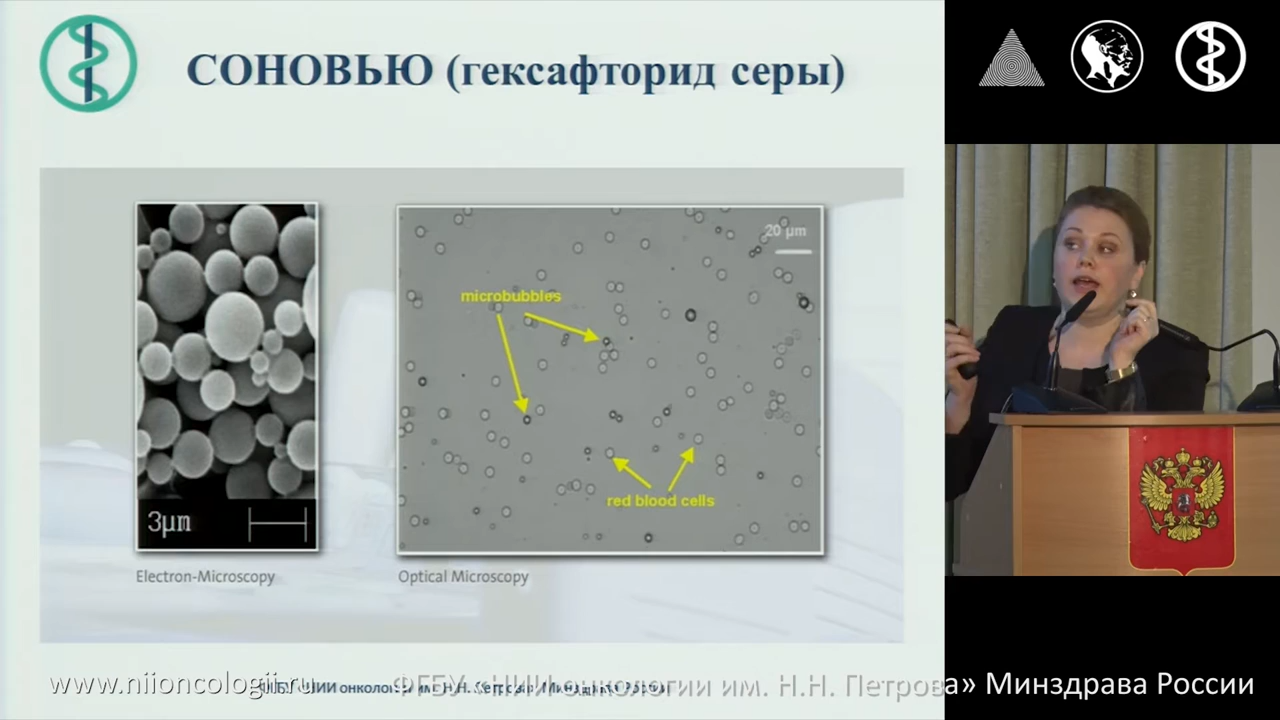 СОНОВЬЮ (гексафторид серы)
20 µm
microbubbles
red blood cells
3µm
Electron-Microscopy
Optical Microscopy
www.niioncologii.ru
ФГБУ «НИИ онкологии им. Н.Н. Петрова» Минздрава России